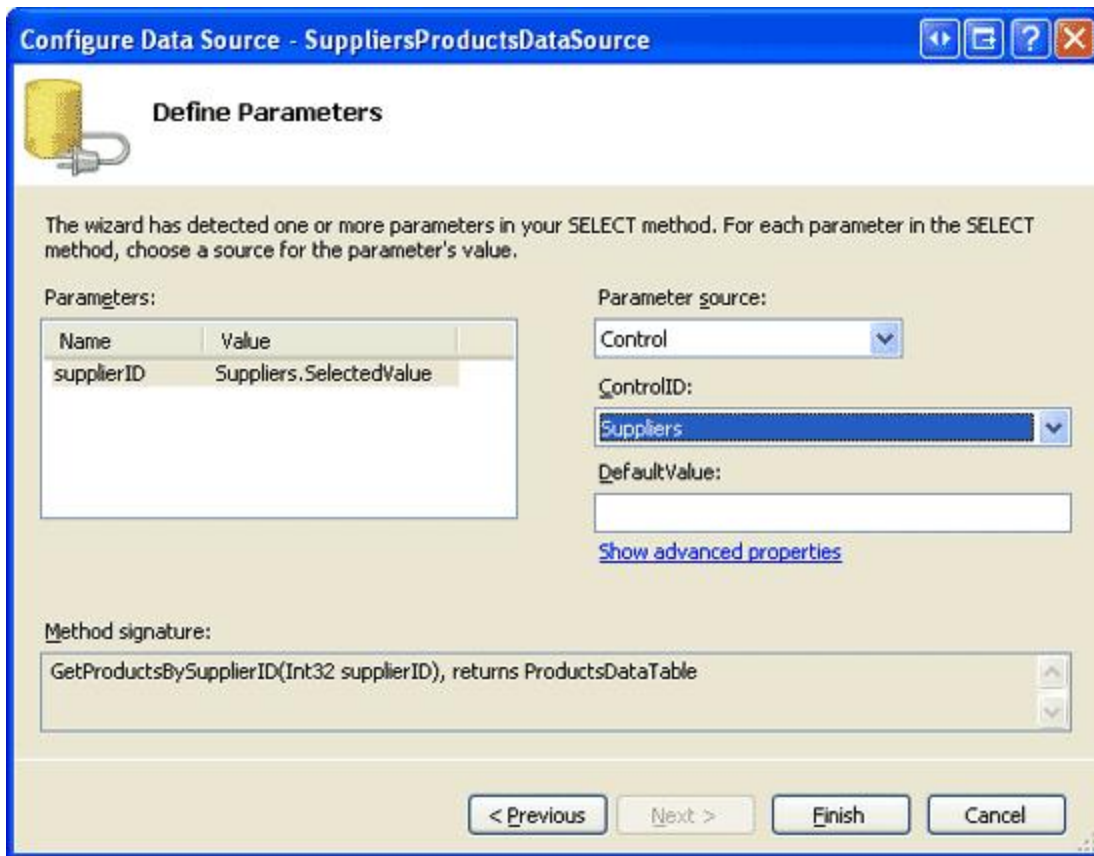 Configure Data Source - SuppliersProductsDataSource
Define Parameters
The wizard has detected one or more parameters in your SELECT method. For each parameter in the SELECT
method, choose a source for the parameter's value.
Parameters:
Name Value
supplierID Suppliers.SelectedValue
Parameter source:
Control
ControlID:
Suppliers
DefaultValue:
Show advanced properties
Method signature:
GetProductsBySupplierID(Int32 supplierID), returns ProductsDataTable
< Previous Next > Finish Cancel